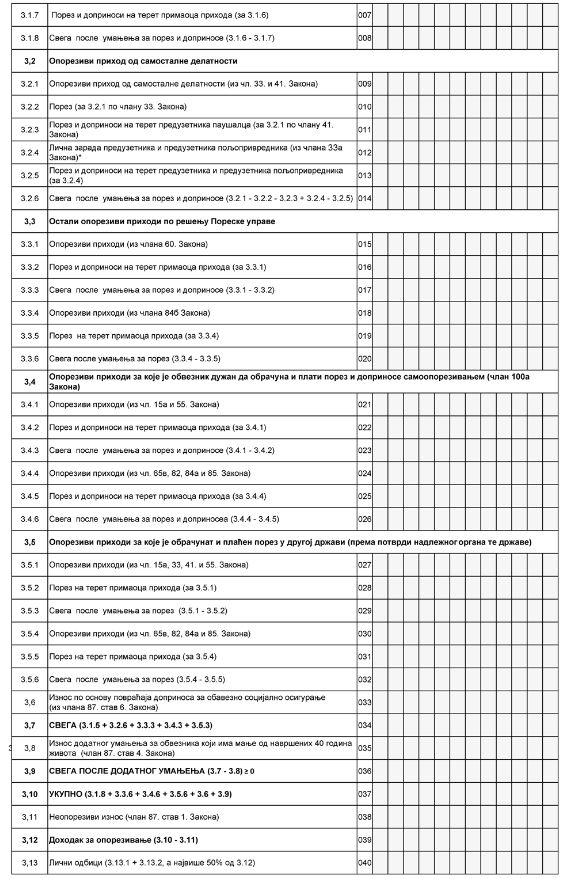 3.1.7 Порез и доприноси на терет примаоца прихода (за 3.1.6) 007
3.1.8 Свега после умањења за порез и доприносе (3.1.6 - 3.1.7) 008
3,2 Опорезиви приход од самосталне делатности
3.2.1 Опорезиви приход од самосталне делатности (из чл. 33. и 41. Закона) 009
3.2.2 Порез (за 3.2.1 по члану 33. Закона) 010
3.2.3 Порез и доприноси на терет предузетника паушалца (за 3.2.1 по члану 41.
Закона) 011
3.2.4 Лична зарада предузетника и предузетника пољопривредника (из члана 33а
Закона)* 012
3.2.5 Порез и доприноси на терет предузетника и предузетника пољопривредника
(за 3.2.4) 013
3.2.6 Свега после умањења за порез и доприносе (3.2.1 - 3.2.2 - 3.2.3 + 3.2.4 - 3.2.5) 014
3,3 Остали опорезиви приходи по решењу Пореске управе
3.3.1 Опорезиви приходи (из члана 60. Закона) 015
3.3.2 Порез и доприноси на терет примаоца прихода (за 3.3.1) 016
3.3.3 Свега после умањења за порез и доприносе (3.3.1 - 3.3.2) 017
3.3.4 Опорезиви приходи (из члана 84б Закона) 018
3.3.5 Порез на терет примаоца прихода (за 3.3.4) 019
3.3.6 Свега после умањења за порез (3.3.4 - 3.3.5) 020
3,4 Опорезиви приходи за које је обвезник дужан да обрачуна и плати порез и доприносе самоопорезивањем (члан 100а
Закона)
3.4.1 Опорезиви приходи (из чл. 15а и 55. Закона) 021
3.4.2 Порез и доприноси на терет примаоца прихода (за 3.4.1) 022
3.4.3 Свега после умањења за порез и доприносе (3.4.1 - 3.4.2) 023
3.4.4 Опорезиви приходи (из чл. 65в, 82, 84а и 85. Закона) 024
3.4.5 Порез и доприноси на терет примаоца прихода (за 3.4.4) 025
3.4.6 Свега после умањења за порез и доприносеа (3.4.4 - 3.4.5) 026
3,5 Опорезиви приходи за које је обрачунат и плаћен порез у другој држави (према потврди надлежног органа те државе)
3.5.1 Опорезиви приходи (из чл. 15а, 33, 41. и 55. Закона) 027
3.5.2 Порез на терет примаоца прихода (за 3.5.1) 028
3.5.3 Свега после умањења за порез (3.5.1 - 3.5.2) 029
3.5.4 Опорезиви приходи (из чл. 65в, 82, 84а и 85. Закона) 030
3.5.5 Порез на терет примаоца прихода (за 3.5.4) 031
3.5.6 Свега после умањења за порез (3.5.4 - 3.5.5) 032
3,6 Износ по основу повраћаја доприноса за обавезно социјално осигурање
(из члана 87. став 6. Закона) 033
3,7 СВЕГА (3.1.5 + 3.2.6 + 3.3.3 + 3.4.3 + 3.5.3) 034
3 3,8 Износ додатног умањења за обвезника који има мање од навршених 40 година
живота (члан 87. став 4. Закона) 035
3,9 СВЕГА ПОСЛЕ ДОДАТНОГ УМАЊЕЊА (3.7 - 3.8) ≥ 0 036
3,10 УКУПНО (3.1.8 + 3.3.6 + 3.4.6 + 3.5.6 + 3.6 + 3.9) 037
3,11 Неопорезиви износ (члан 87. став 1. Закона) 038
3,12 Доходак за опорезивање (3.10 - 3.11) 039
3,13 Лични одбици (3.13.1 + 3.13.2, а највише 50% од 3.12) 040